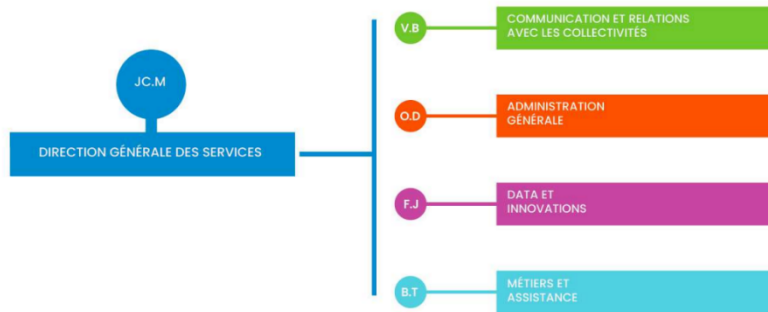 JC.M
DIRECTION GÉNÉRALE DES SERVICES
V.B
COMMUNICATION ET RELATIONS
AVEC LES COLLECTIVITÉS
O.D
ADMINISTRATION
GÉNÉRALE
F.J
DATA ET
INNOVATIONS
B.T
MÉTIERS ET
ASSISTANCE